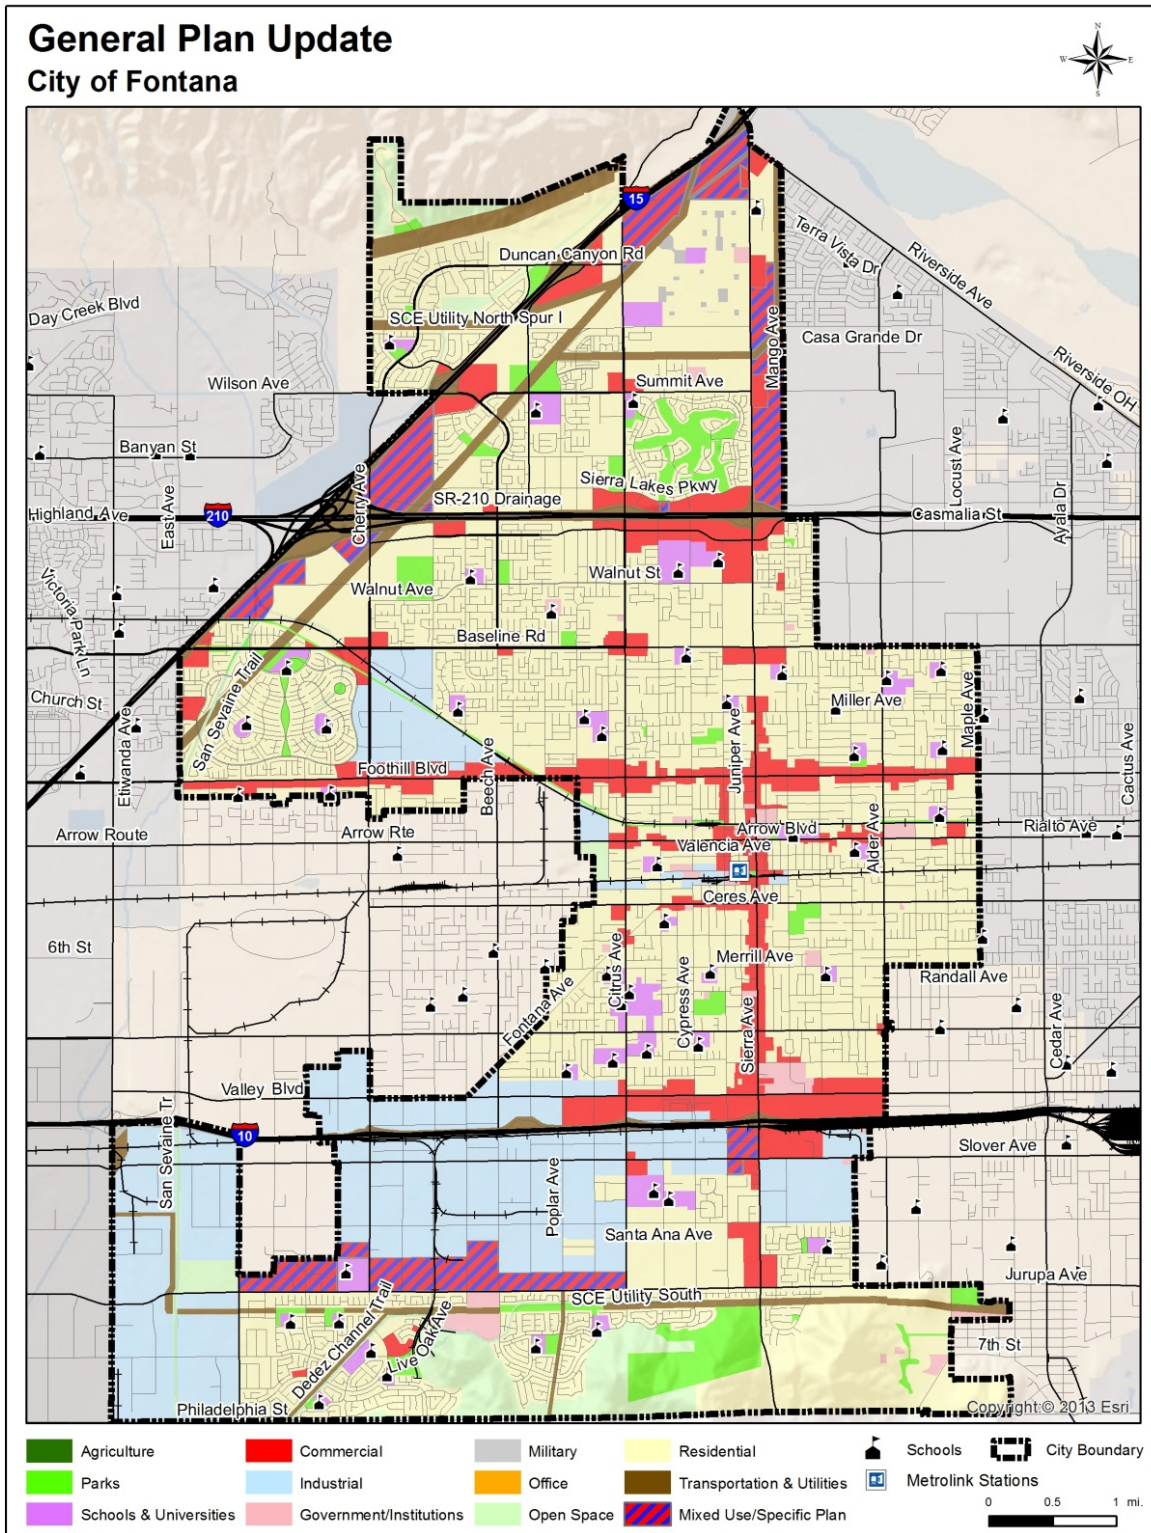 General Plan Update
City of Fontana
N
W
E
S
15
Duncan Canyon Rd
Terra Vista Dr
Riverside Ave
Day Creek Blvd
SCE Utility North Spur I
Casa Grande Dr
Mango Ave
Riverside OH
Wilson Ave
Summit Ave
Banyan St
Locust Ave
Ayala Dr
East Ave
Cherry Ave
Sierra Lakes Pkwy
SR-210 Drainage
Highland Ave
210
Casmalia St
Victoria Park Ln
Walnut Ave
Walnut St
Baseline Rd
San Sevaine Trail
Church St
Etiwanda Ave
Miller Ave
Maple Ave
Juniper Ave
Cactus Ave
Foothill Blvd
Beech Ave
Arrow Route
Arrow Rte
Arrow Blvd
Valencia Ave
Alder Ave
Rialto Ave
Ceres Ave
6th St
Citrus Ave
Merrill Ave
Randall Ave
Cypress Ave
Fontana Ave
Sierra Ave
Cedar Ave
Valley Blvd
San Sevaine Tr
10
Slover Ave
Poplar Ave
Santa Ana Ave
Jurupa Ave
SCE Utility South
Dedez Channel Trail
Live Oak Ave
7th St
Philadelphia St
Copyright:© 2013 Esri
Agriculture
Commercial
Military
Residential
Schools
City Boundary
Parks
Industrial
Office
Transportation & Utilities
Metrolink Stations
Schools & Universities
Government/Institutions
Open Space
Mixed Use/Specific Plan
0 0.5 1 mi.